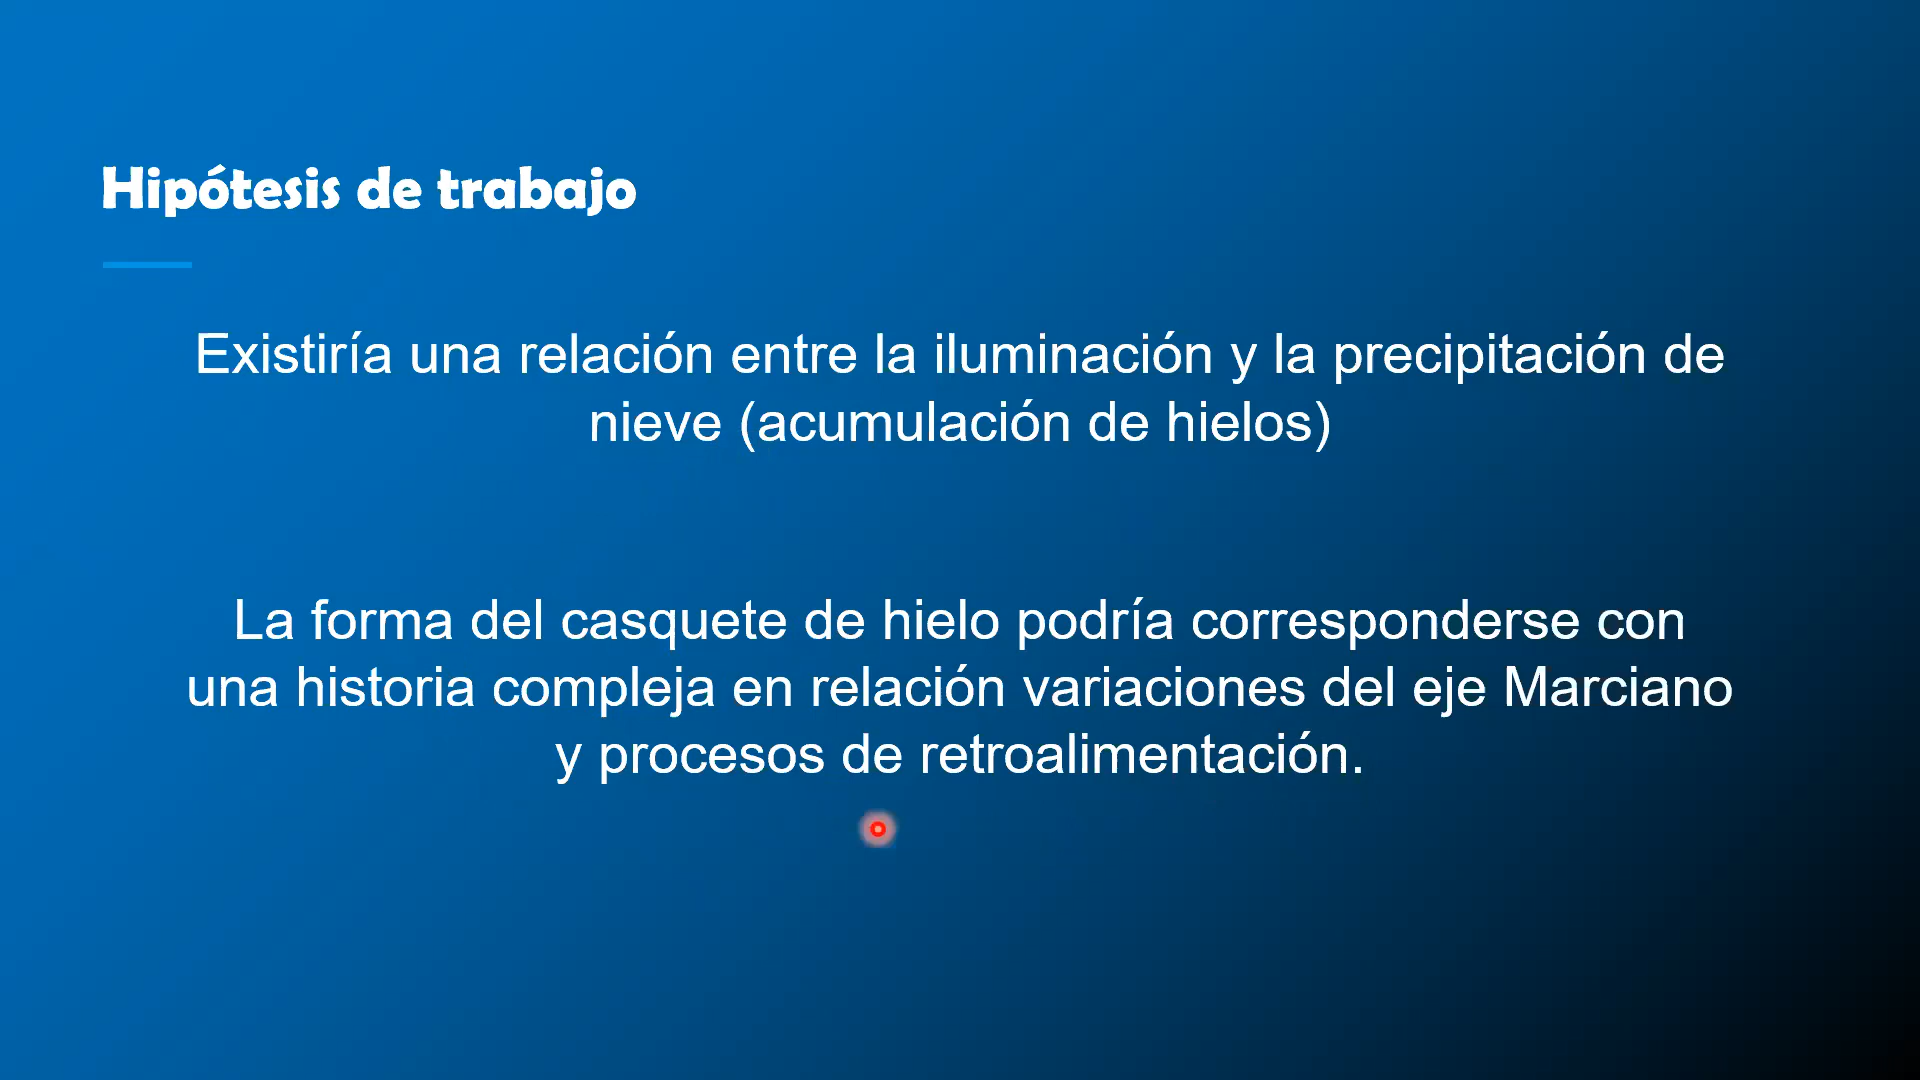 Hipótesis de trabajo
Existiría una relación entre la iluminación y la precipitación de
nieve (acumulación de hielos)
La forma del casquete de hielo podría corresponderse con
una historia compleja en relación variaciones del eje Marciano
y procesos de retroalimentación.